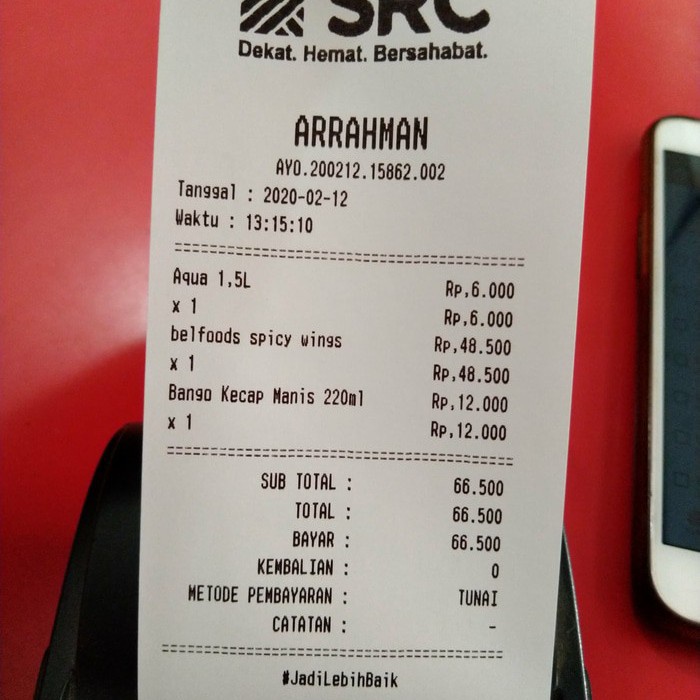 SRC
Dekat. Hemat. Bersahabat.
ARRAHMAN
AYO.200212.15862.002
Tanggal : 2020-02-12
Waktu : 13:15:10
Aqua 1,5L Rp,6.000
x 1 Rp,6.000
belfoods spicy wings Rp,48.500
x 1 Rp,48.500
Bango Kecap Manis 220ml Rp,12.000
x 1 Rp,12.000
SUB TOTAL : 66.500
TOTAL : 66.500
BAYAR : 66.500
KEMBALIAN : 0
METODE PEMBAYARAN : TUNAI
CATATAN : -
#JadiLebihBaik